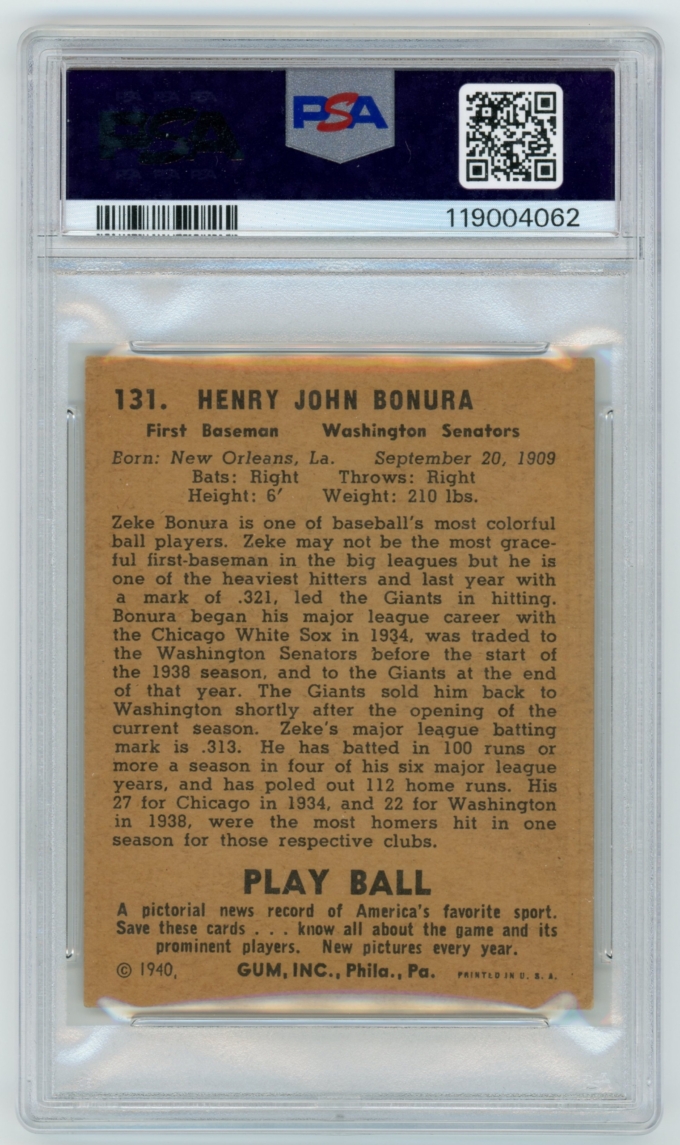 PSA
119004062
131. HENRY JOHN BONURA
First Baseman Washington Senators
Born: New Orleans, La. September 20, 1909
Bats: Right Throws: Right
Height: 6′ Weight: 210 lbs.
Zeke Bonura is one of baseball's most colorful
ball players. Zeke may not be the most grace-
ful first-baseman in the big leagues but he is
one of the heaviest hitters and last year with
a mark of .321, led the Giants in hitting.
Bonura began his major league career with
the Chicago White Sox in 1934, was traded to
the Washington Senators before the start of
the 1938 season, and to the Giants at the end
of that year. The Giants sold him back to
Washington shortly after the opening of the
current season. Zeke's major league batting
mark is .313. He has batted in 100 runs or
more a season in four of his six major league
years, and has poled out 112 home runs. His
27 for Chicago in 1934, and 22 for Washington
in 1938, were the most homers hit in one
season for those respective clubs.
PLAY BALL
A pictorial news record of America's favorite sport.
Save these cards . . . know all about the game and its
prominent players. New pictures every year.
© 1940, GUM, INC., Phila., Pa. PRINTED IN U. S. A.